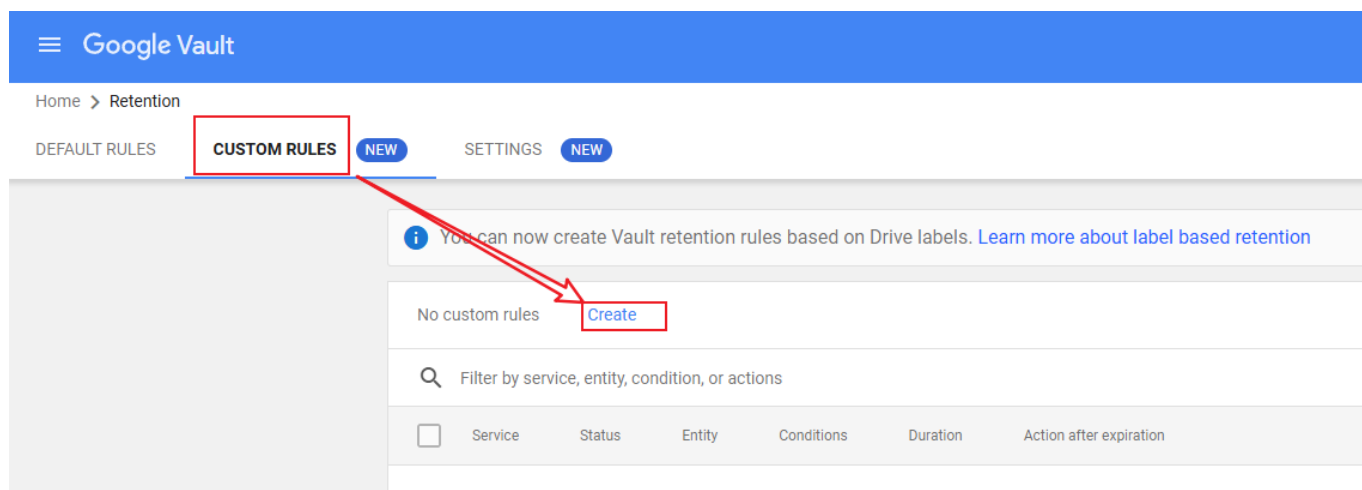 Google Vault
Home > Retention
DEFAULT RULES CUSTOM RULES NEW SETTINGS NEW
You can now create Vault retention rules based on Drive labels. Learn more about label based retention
No custom rules Create
Filter by service, entity, condition, or actions
Service Status Entity Conditions Duration Action after expiration